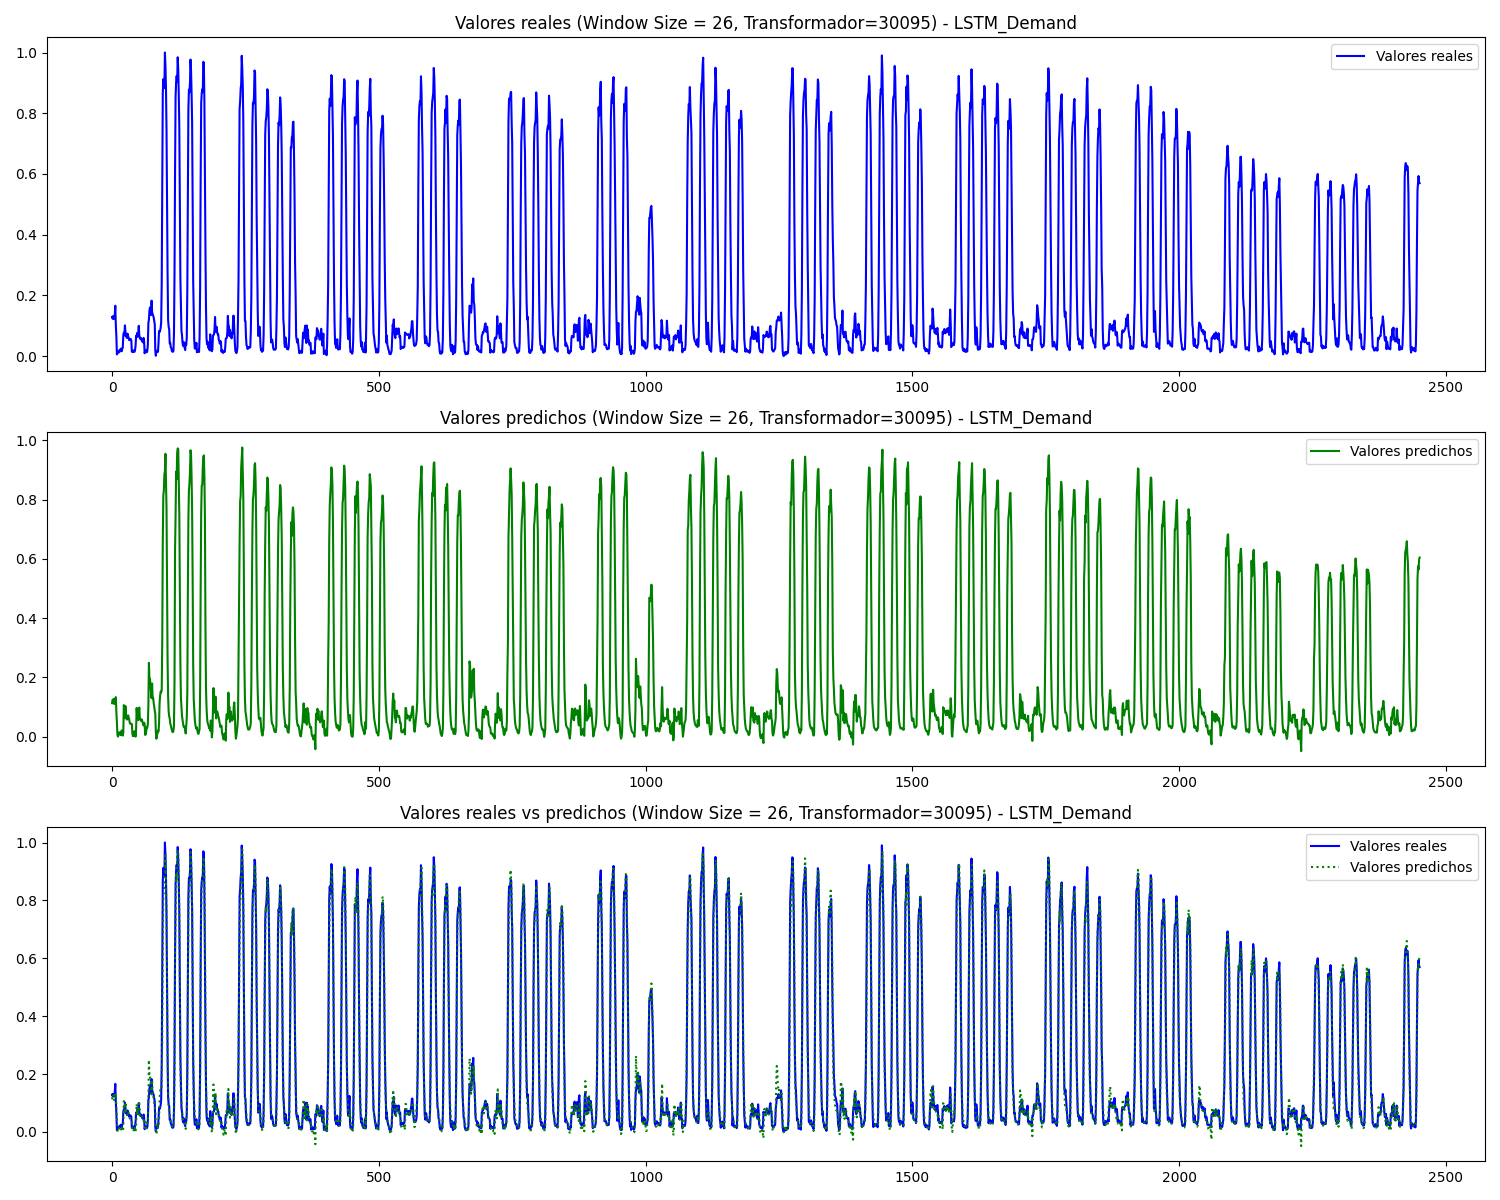 Valores reales (Window Size = 26, Transformador=30095) - LSTM_Demand
Valores reales
1.0
0.8
0.6
0.4
0.2
0.0
0 500 1000 1500 2000 2500
Valores predichos (Window Size = 26, Transformador=30095) - LSTM_Demand
Valores predichos
1.0
0.8
0.6
0.4
0.2
0.0
0 500 1000 1500 2000 2500
Valores reales vs predichos (Window Size = 26, Transformador=30095) - LSTM_Demand
Valores reales
Valores predichos
1.0
0.8
0.6
0.4
0.2
0.0
0 500 1000 1500 2000 2500